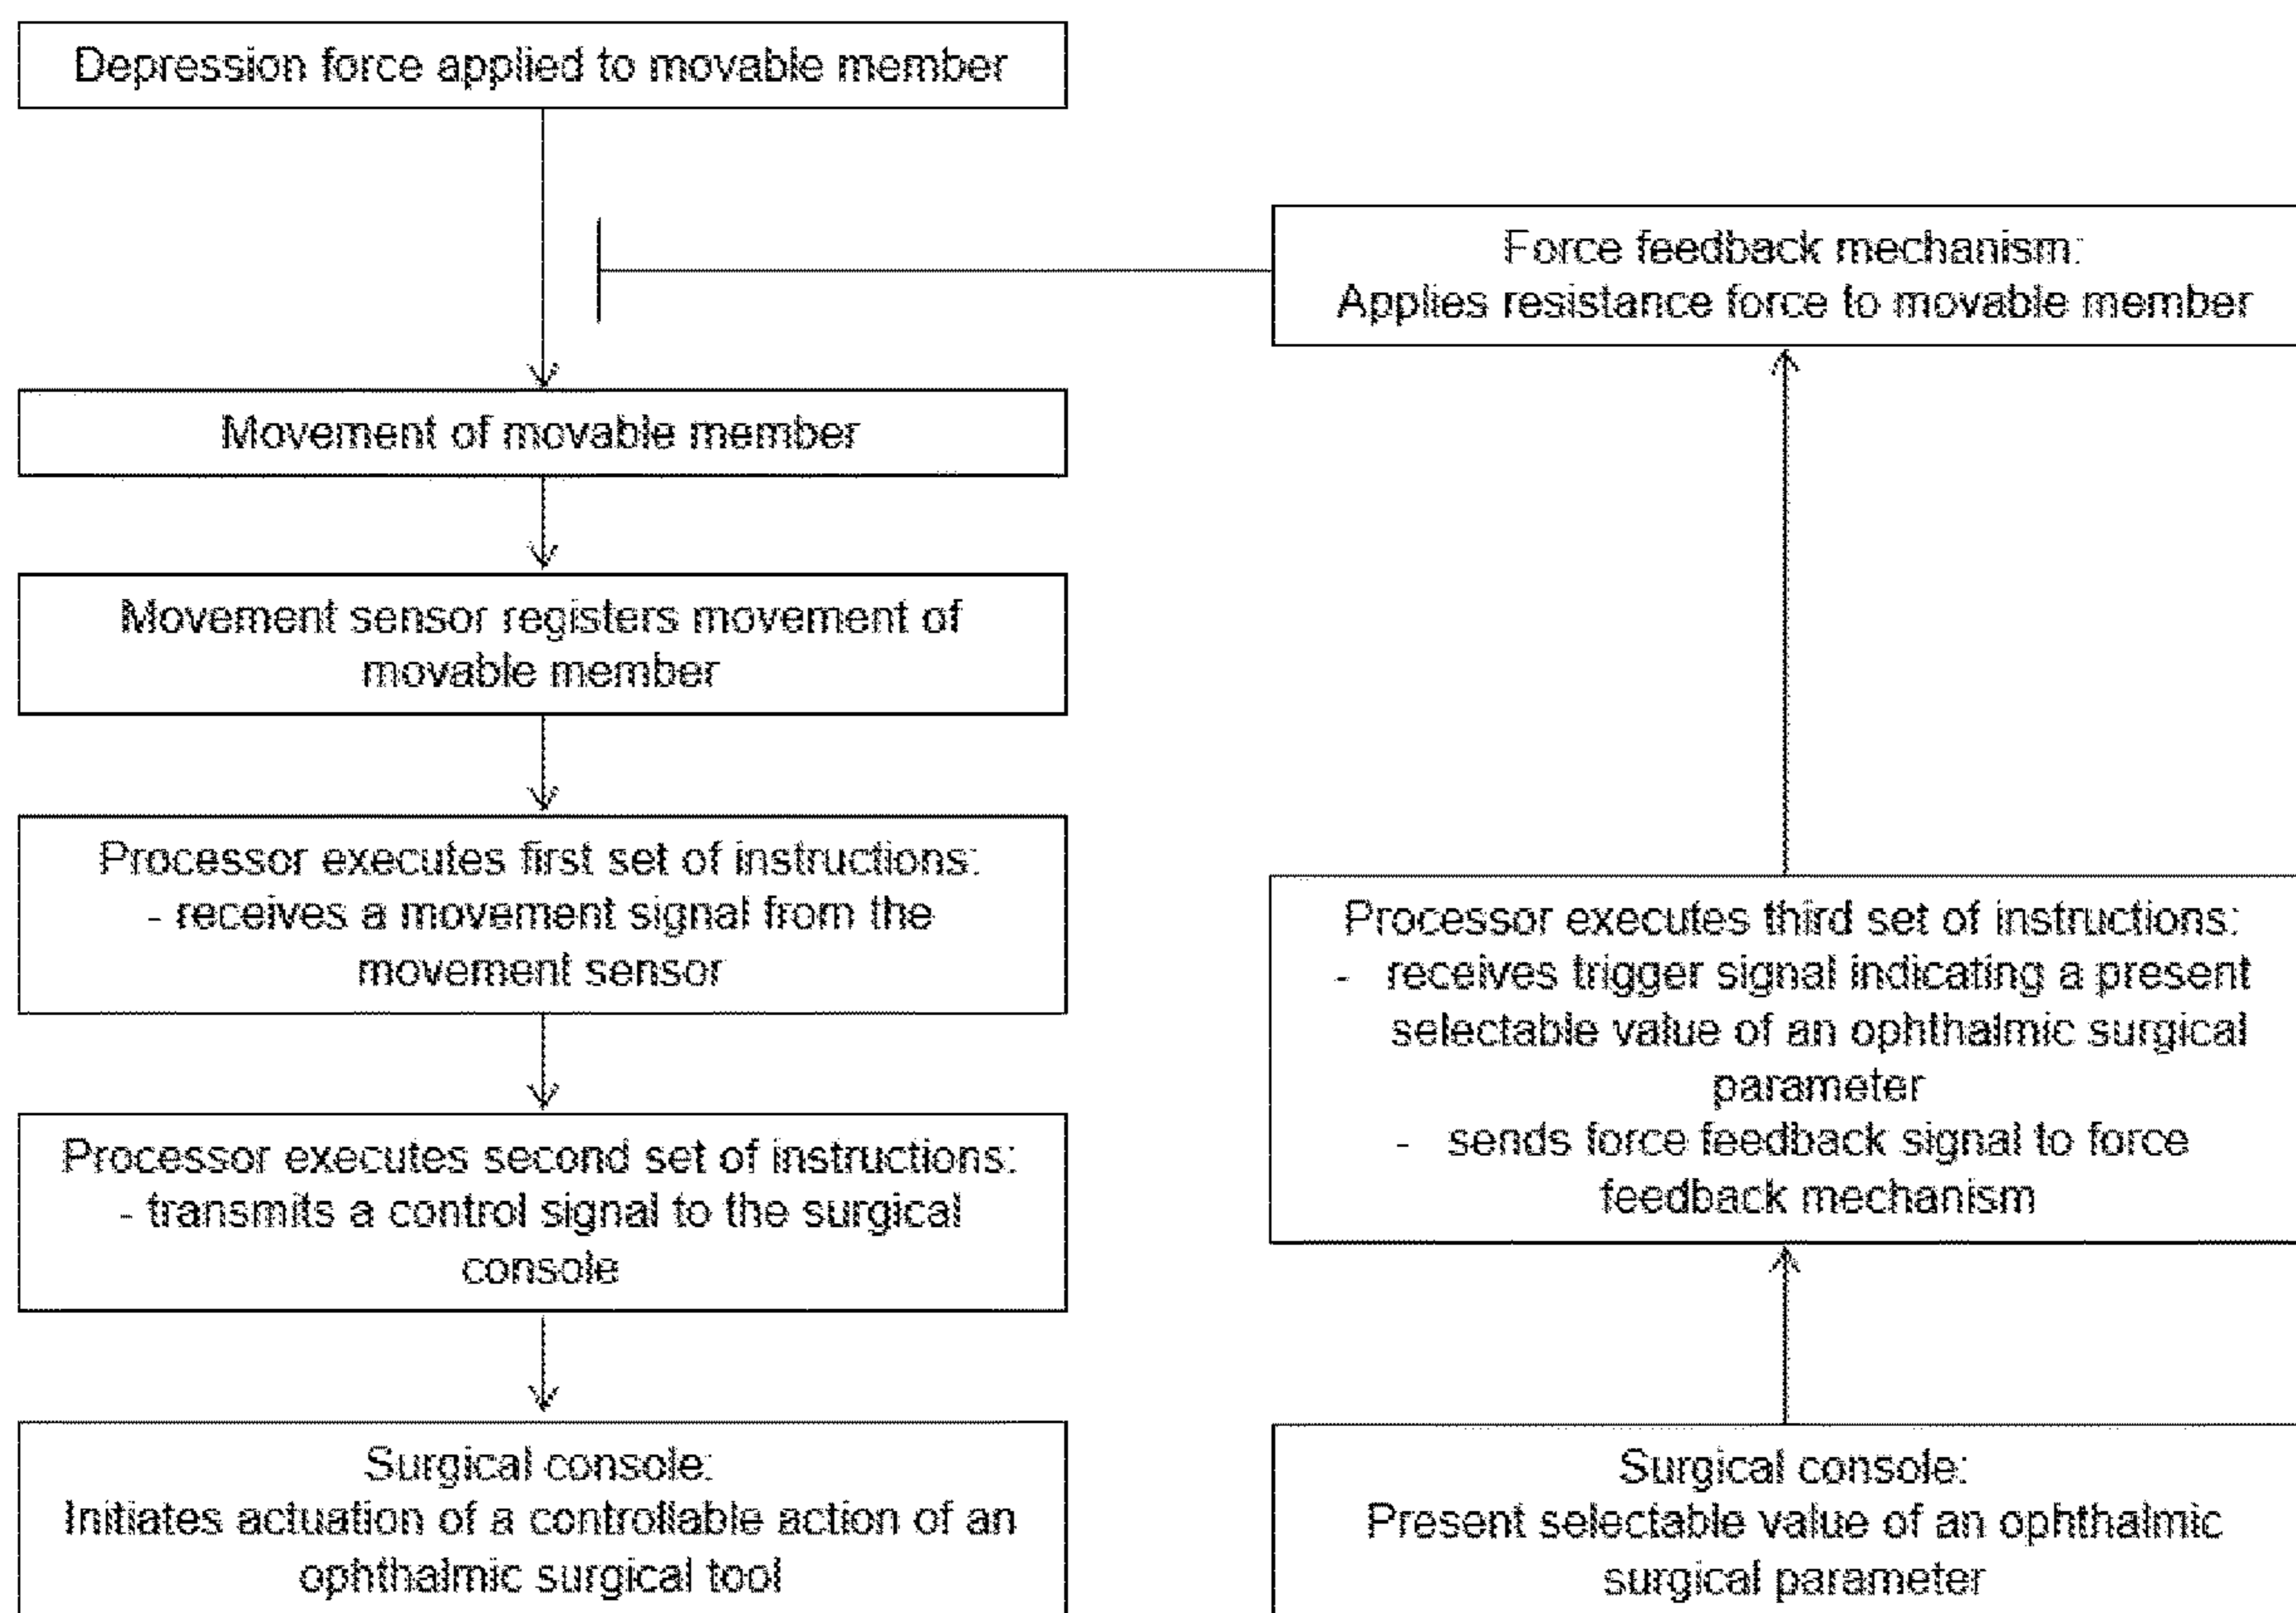 Depression force applied to movable member
Force feedback mechanism:
Applies resistance force to movable member
Movement of movable member
Movement sensor registers movement of
movable member
Processor executes first set of instructions:
- receives a movement signal from the
movement sensor
Processor executes second set of instructions:
- transmits a control signal to the surgical
console
Surgical console:
Initiates actuation of a controllable action of an
ophthalmic surgical tool
Processor executes third set of instructions:
- receives trigger signal indicating a present
selectable value of an ophthalmic surgical
parameter
- sends force feedback signal to force
feedback mechanism
Surgical console:
Present selectable value of an ophthalmic
surgical parameter